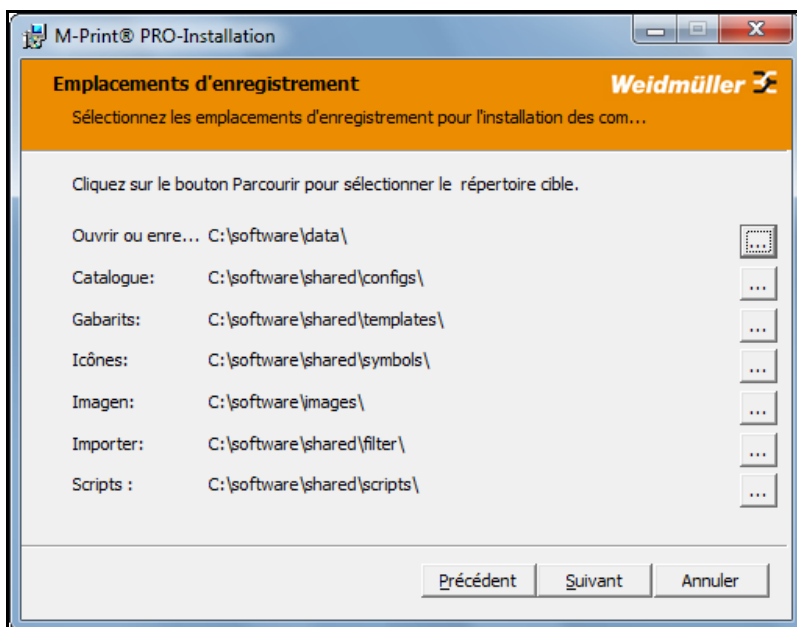 M-Print® PRO-Installation
Emplacements d'enregistrement
Weidmüller
Sélectionnez les emplacements d'enregistrement pour l'installation des com...
Cliquez sur le bouton Parcourir pour sélectionner le répertoire cible.
Ouvrir ou enre... C:\software\data\ ...
Catalogue: C:\software\shared\configs\ ...
Gabarits: C:\software\shared\templates\ ...
Icônes: C:\software\shared\symbols\ ...
Imagen: C:\software\images\ ...
Importer: C:\software\shared\filter\ ...
Scripts : C:\software\shared\scripts\ ...
Précédent Suivant Annuler